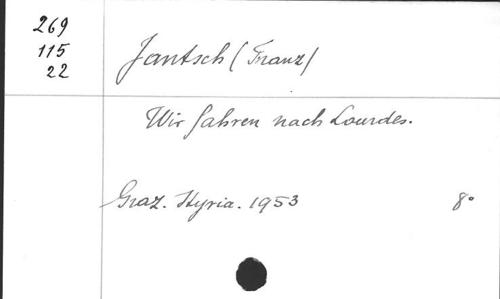 269
115
22
Jantsch (Franz)
Wir fahren nach Lourdes.
Graz. Styria. 1953 8°